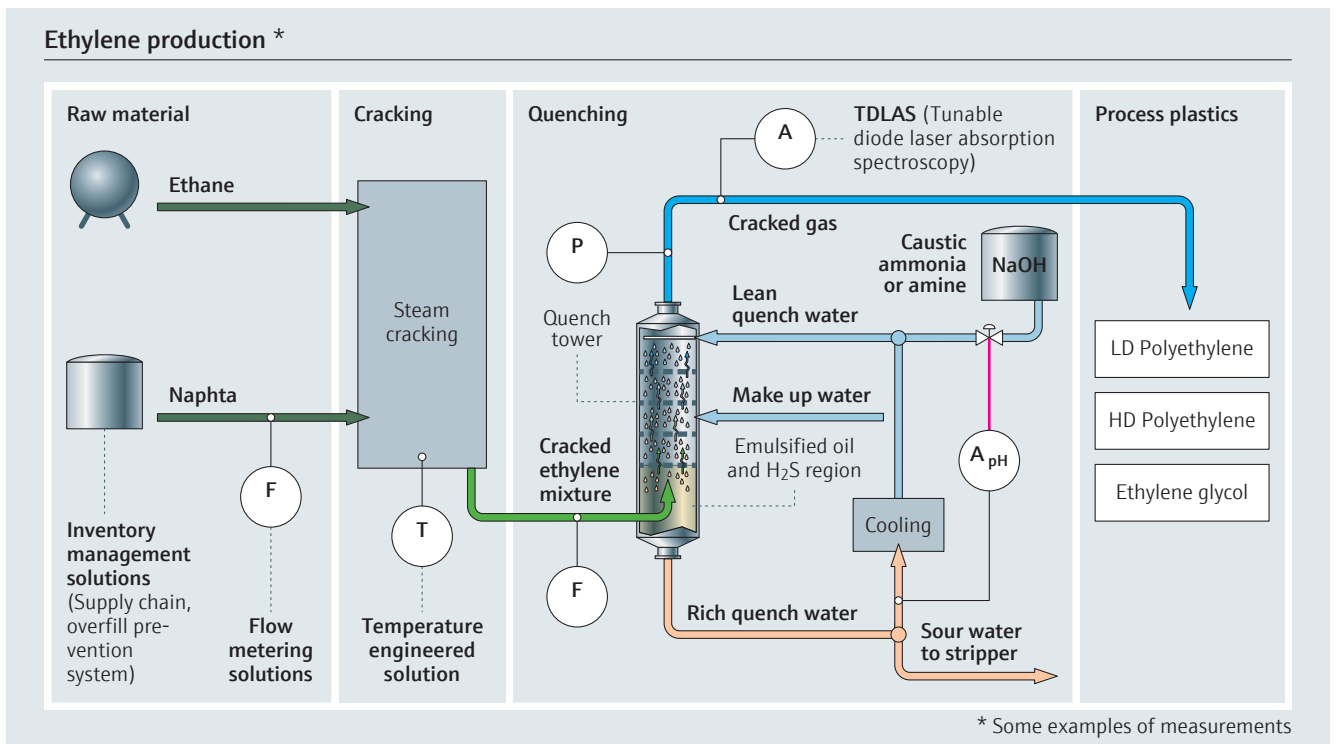 Ethylene production *
Raw material
Ethane
Naphta
F
Inventory
management
solutions
(Supply chain,
overfill pre-
vention
system)
Flow
metering
solutions
Cracking
Steam
cracking
T
Temperature
engineered
solution
Quenching
A
TDLAS (Tunable
diode laser absorption
spectroscopy)
Cracked gas
P
Caustic
ammonia
or amine
NaOH
Lean
quench water
Quench
tower
Make up water
Cracked
ethylene
mixture
Emulsified oil
and H₂S region
A pH
Cooling
F
Rich quench water
Sour water
to stripper
Process plastics
LD Polyethylene
HD Polyethylene
Ethylene glycol
* Some examples of measurements